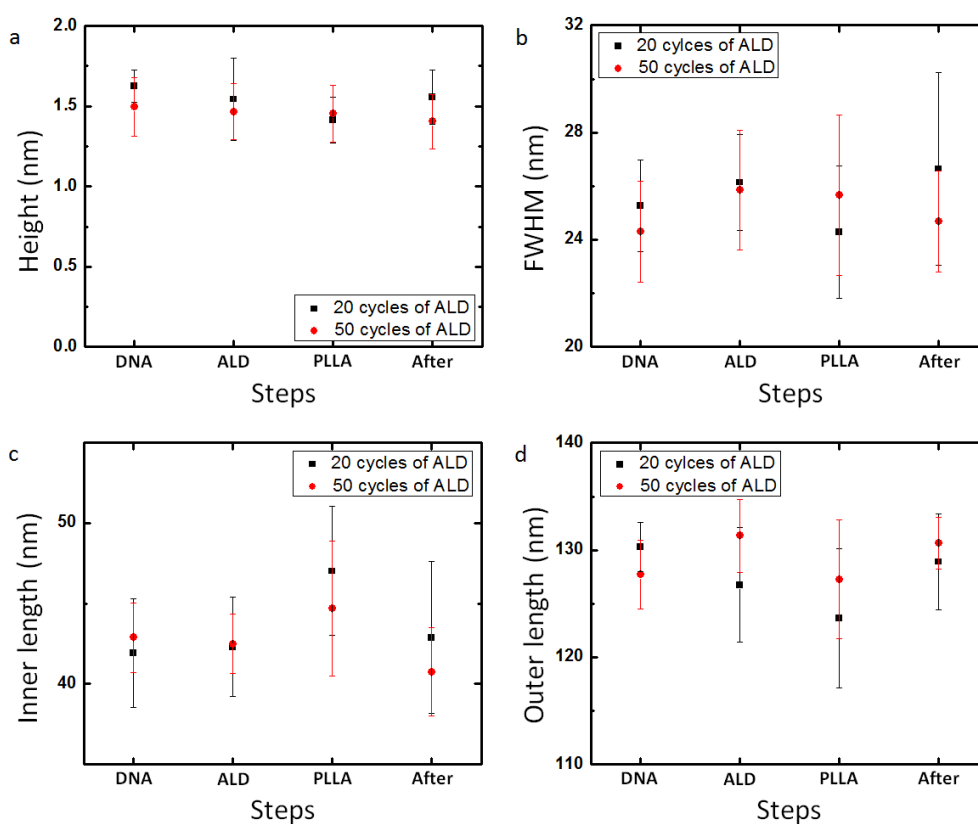 a
2.0
1.5
1.0
0.5
0.0
Height (nm)
20 cycles of ALD
50 cycles of ALD
DNA ALD PLLA After
Steps
b
32
28
24
20
FWHM (nm)
20 cylces of ALD
50 cycles of ALD
DNA ALD PLLA After
Steps
c
50
40
Inner length (nm)
20 cycles of ALD
50 cycles of ALD
DNA ALD PLLA After
Steps
d
140
130
120
110
Outer length (nm)
20 cylces of ALD
50 cycles of ALD
DNA ALD PLLA After
Steps